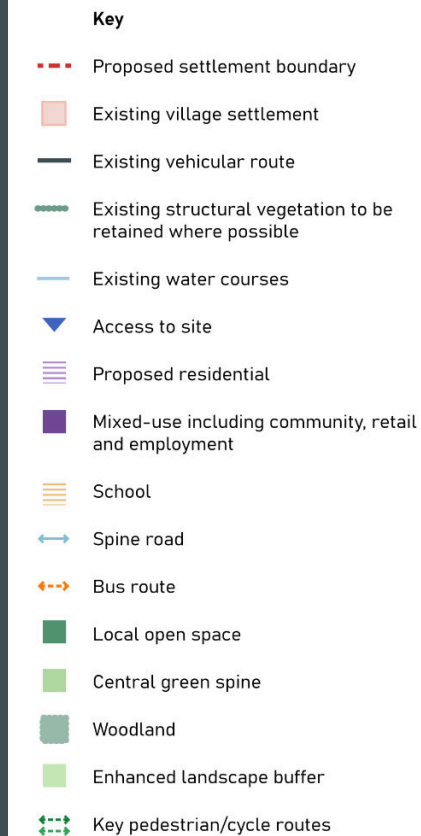 Key
Proposed settlement boundary
Existing village settlement
Existing vehicular route
Existing structural vegetation to be
retained where possible
Existing water courses
Access to site
Proposed residential
Mixed-use including community, retail
and employment
School
Spine road
Bus route
Local open space
Central green spine
Woodland
Enhanced landscape buffer
Key pedestrian/cycle routes